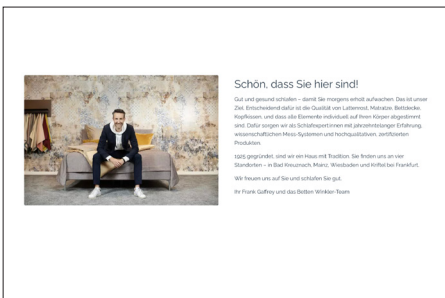 Schön, dass Sie hier sind!
Gut und gesund schlafen – damit Sie morgens erholt aufwachen. Das ist unser
Ziel. Entscheidend dafür ist die Qualität von Lattenrost, Matratze, Bettdecke,
Kopfkissen, und dass alle Elemente individuell auf Ihren Körper abgestimmt
sind. Dafür sorgen wir als Schlafexpertinnen mit jahrzehntelanger Erfahrung,
wissenschaftlichen Mess-Systemen und hochqualitativen, zertifizierten
Produkten.
1925 gegründet, sind wir ein Haus mit Tradition. Sie finden uns an vier
Standorten – in Bad Kreuznach, Mainz, Wiesbaden und Kriftel bei Frankfurt.
Wir freuen uns auf Sie und schlafen Sie gut.
Ihr Frank Gaffrey und das Betten Winkler-Team